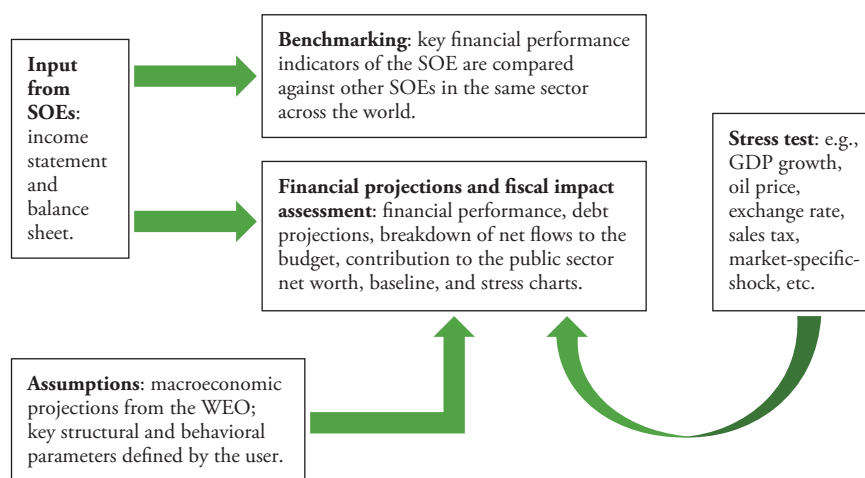 Input
from
SOEs:
income
statement
and
balance
sheet.
Benchmarking: key financial performance
indicators of the SOE are compared
against other SOEs in the same sector
across the world.
Financial projections and fiscal impact
assessment: financial performance, debt
projections, breakdown of net flows to the
budget, contribution to the public sector
net worth, baseline, and stress charts.
Stress test: e.g.,
GDP growth,
oil price,
exchange rate,
sales tax,
market-specific-
shock, etc.
Assumptions: macroeconomic
projections from the WEO;
key structural and behavioral
parameters defined by the user.